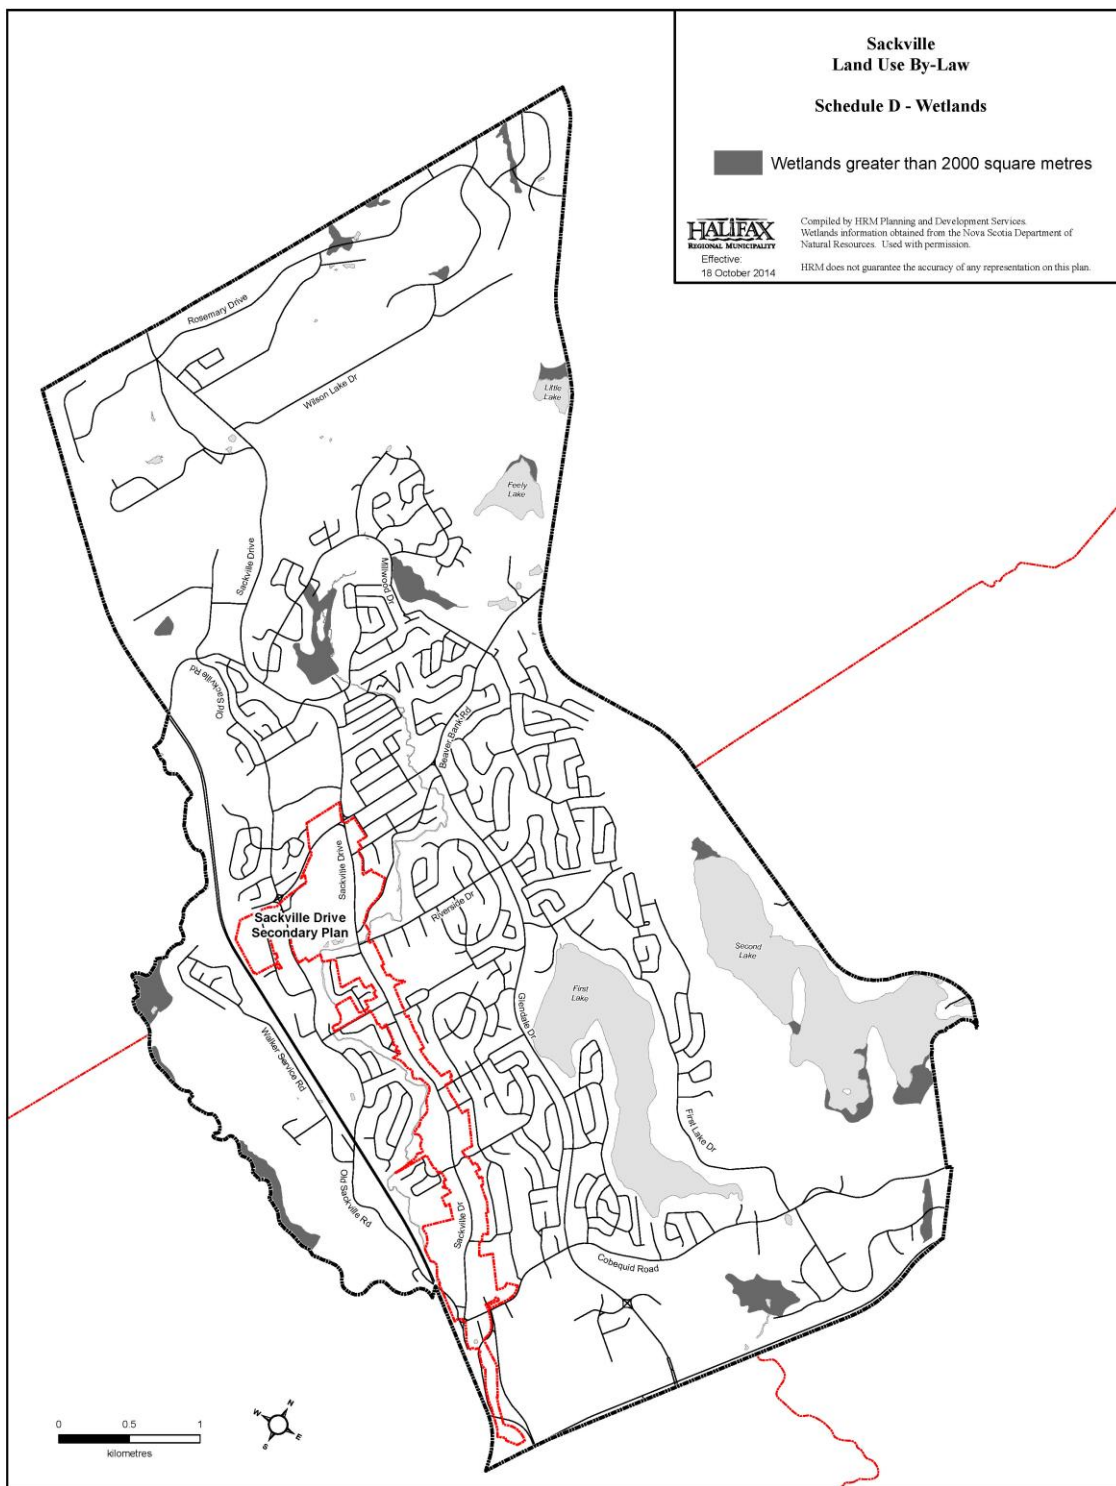 Sackville
Land Use By-Law
Schedule D - Wetlands
Wetlands greater than 2000 square metres
HALIFAX
REGIONAL MUNICIPALITY
Effective:
18 October 2014
Compiled by HRM Planning and Development Services.
Wetlands information obtained from the Nova Scotia Department of
Natural Resources. Used with permission.
HRM does not guarantee the accuracy of any representation on this plan.
Rosemary Drive
Wilson Lake Dr
Little
Lake
Feely
Lake
Sackville Drive
Millwood Dr
Old Sackville Rd
Beaver Bank Rd
Sackville Drive
Sackville Drive
Secondary Plan
Riverside Dr
Second
Lake
First
Lake
Glendale Dr
Walker Service Rd
First Lake Dr
Old Sackville Rd
Sackville Dr
Cobequid Road
0 0.5 1
kilometres
N
W
E
S